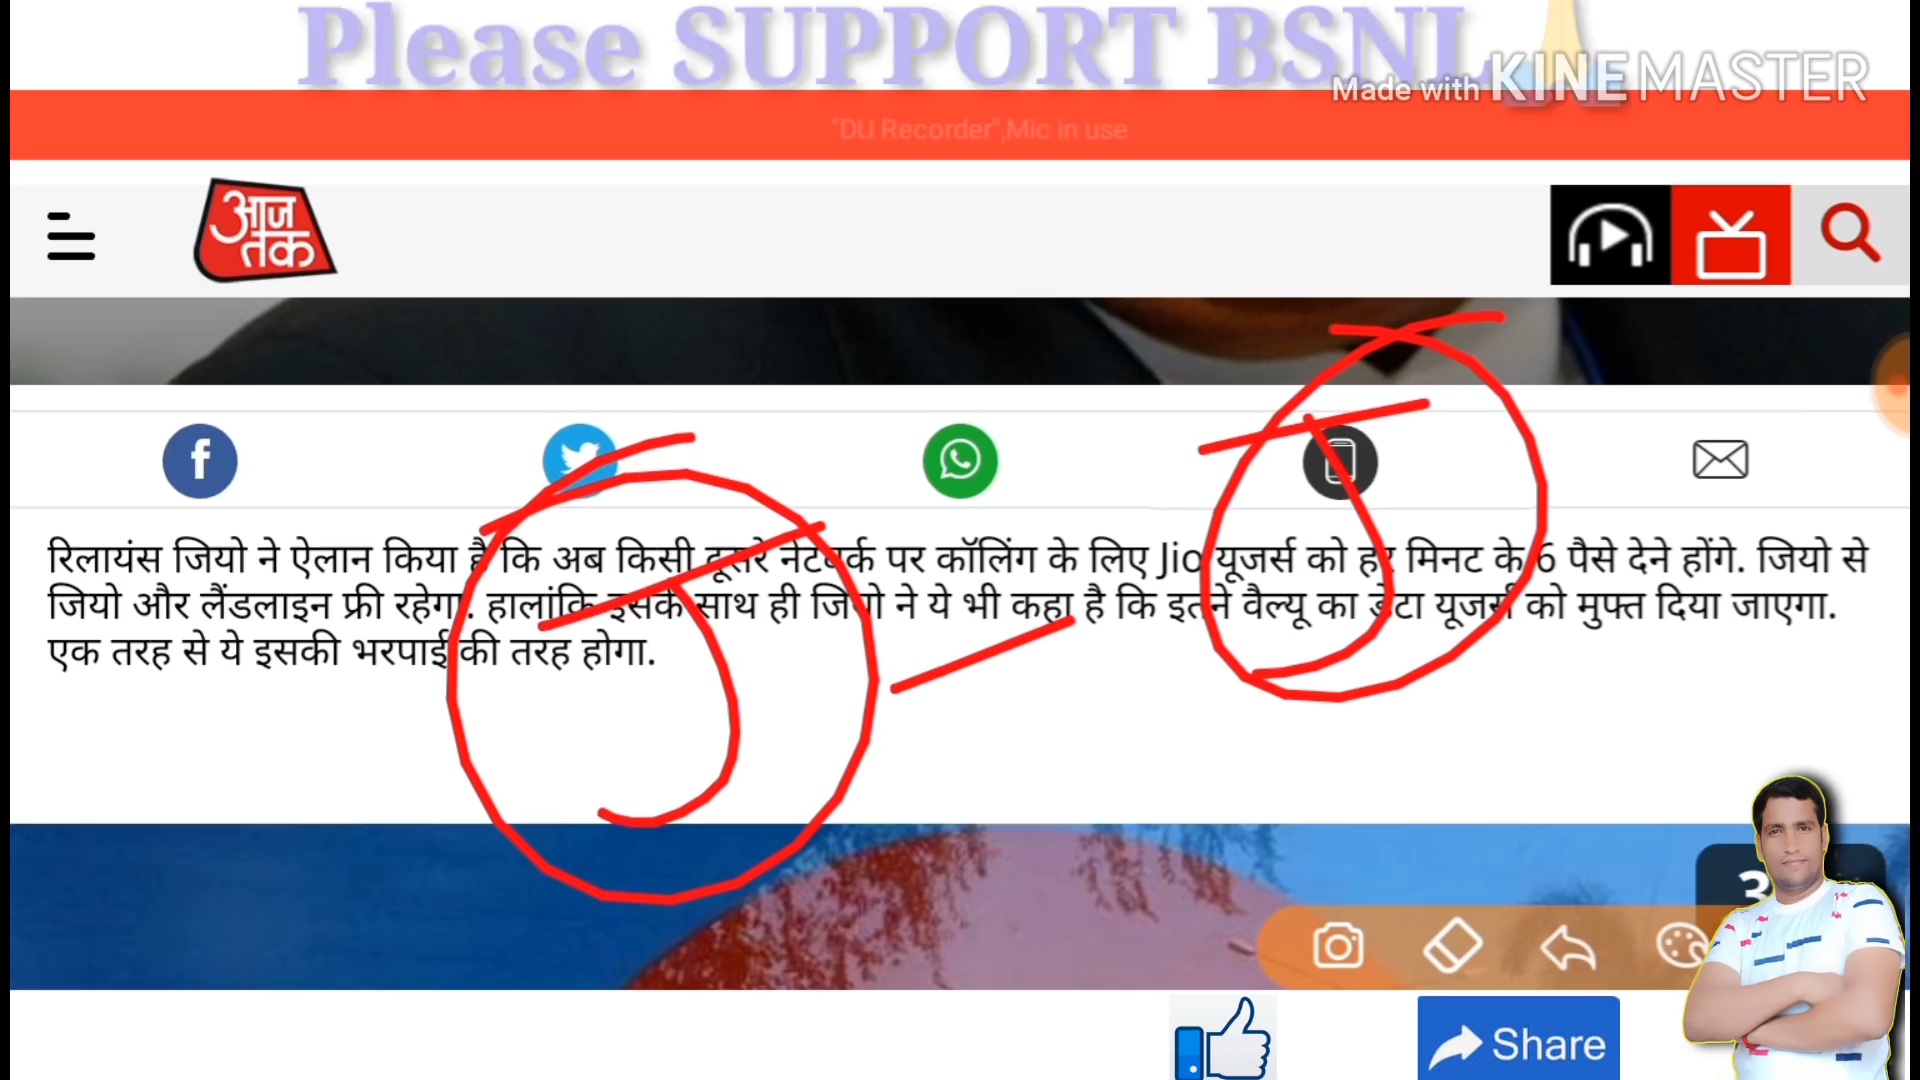 Please SUPPORT BSNL
Made with KINEMASTER
"DU Recorder",Mic in use
आज
तक
रिलायंस जियो ने ऐलान किया है कि अब किसी दूसरे नेटवर्क पर कॉलिंग के लिए Jio यूजर्स को हर मिनट के 6 पैसे देने होंगे. जियो से
जियो और लैंडलाइन फ्री रहेगा. हालांकि इसके साथ ही जियो ने ये भी कहा है कि इतने वैल्यू का डेटा यूजर्स को मुफ्त दिया जाएगा.
एक तरह से ये इसकी भरपाई की तरह होगा.
J - J
Share